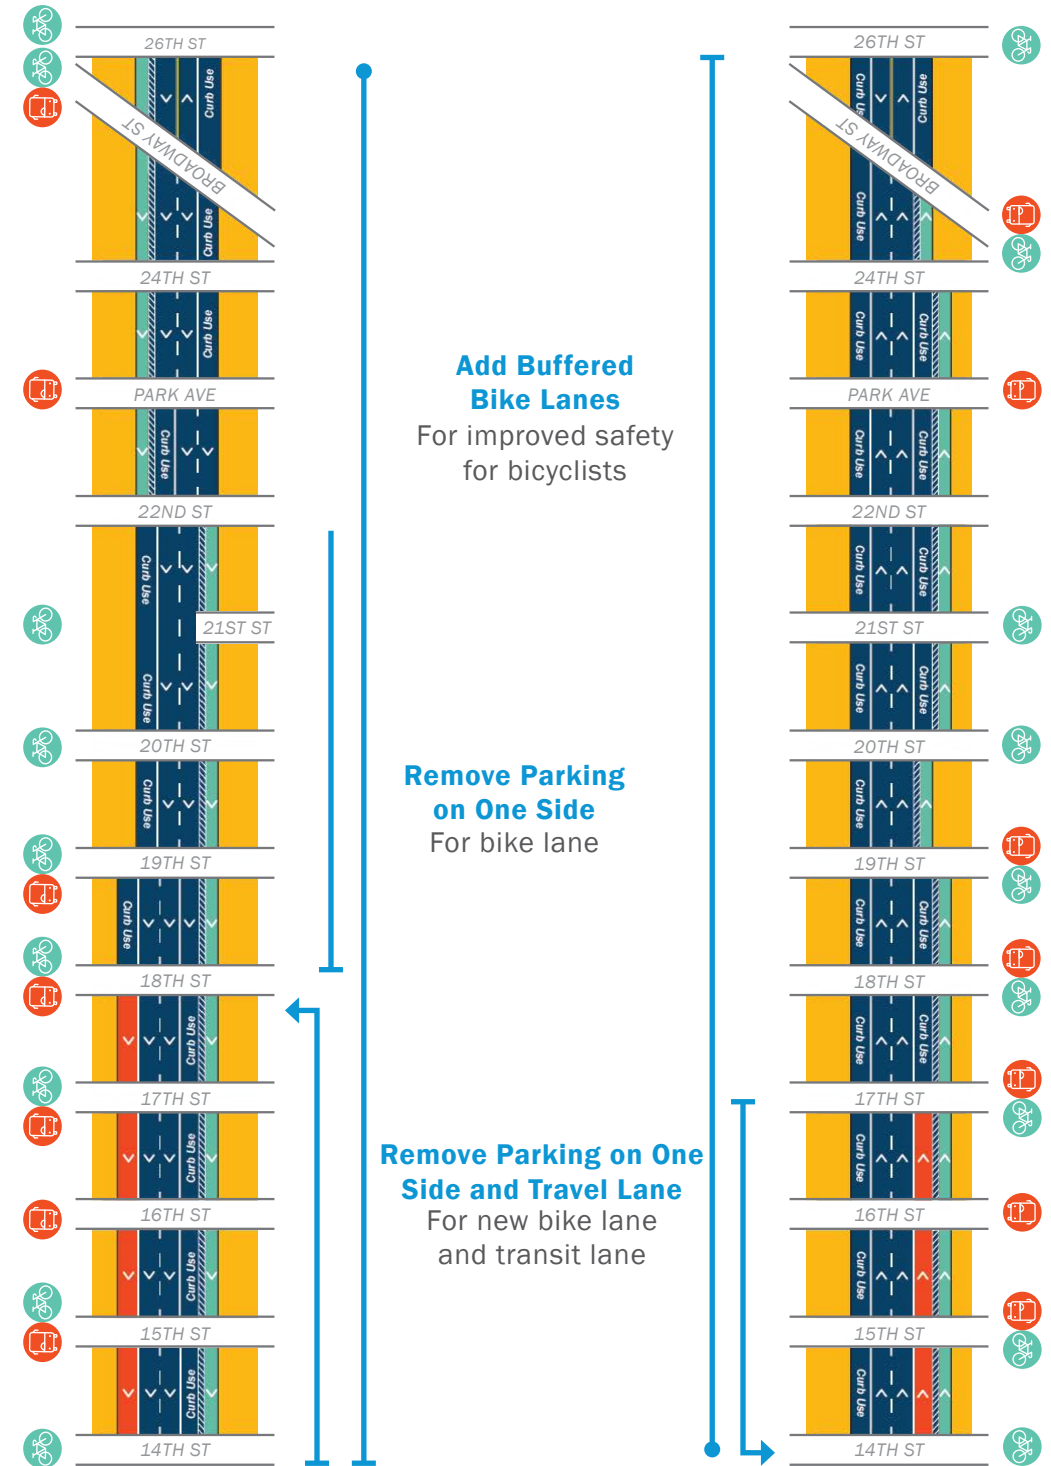 26TH ST
Curb Use
BROADWAY ST
Curb Use
24TH ST
Curb Use
PARK AVE
Curb Use
22ND ST
Curb Use
21ST ST
Curb Use
20TH ST
Curb Use
19TH ST
Curb Use
18TH ST
Curb Use
17TH ST
Curb Use
16TH ST
Curb Use
15TH ST
Curb Use
14TH ST
Add Buffered
Bike Lanes
For improved safety
for bicyclists
Remove Parking
on One Side
For bike lane
Remove Parking on One
Side and Travel Lane
For new bike lane
and transit lane
26TH ST
Curb Use
Curb Use
BROADWAY ST
Curb Use
24TH ST
Curb Use
Curb Use
PARK AVE
Curb Use
Curb Use
22ND ST
Curb Use
Curb Use
21ST ST
Curb Use
Curb Use
20TH ST
Curb Use
19TH ST
Curb Use
Curb Use
18TH ST
Curb Use
Curb Use
17TH ST
Curb Use
16TH ST
Curb Use
15TH ST
Curb Use
14TH ST